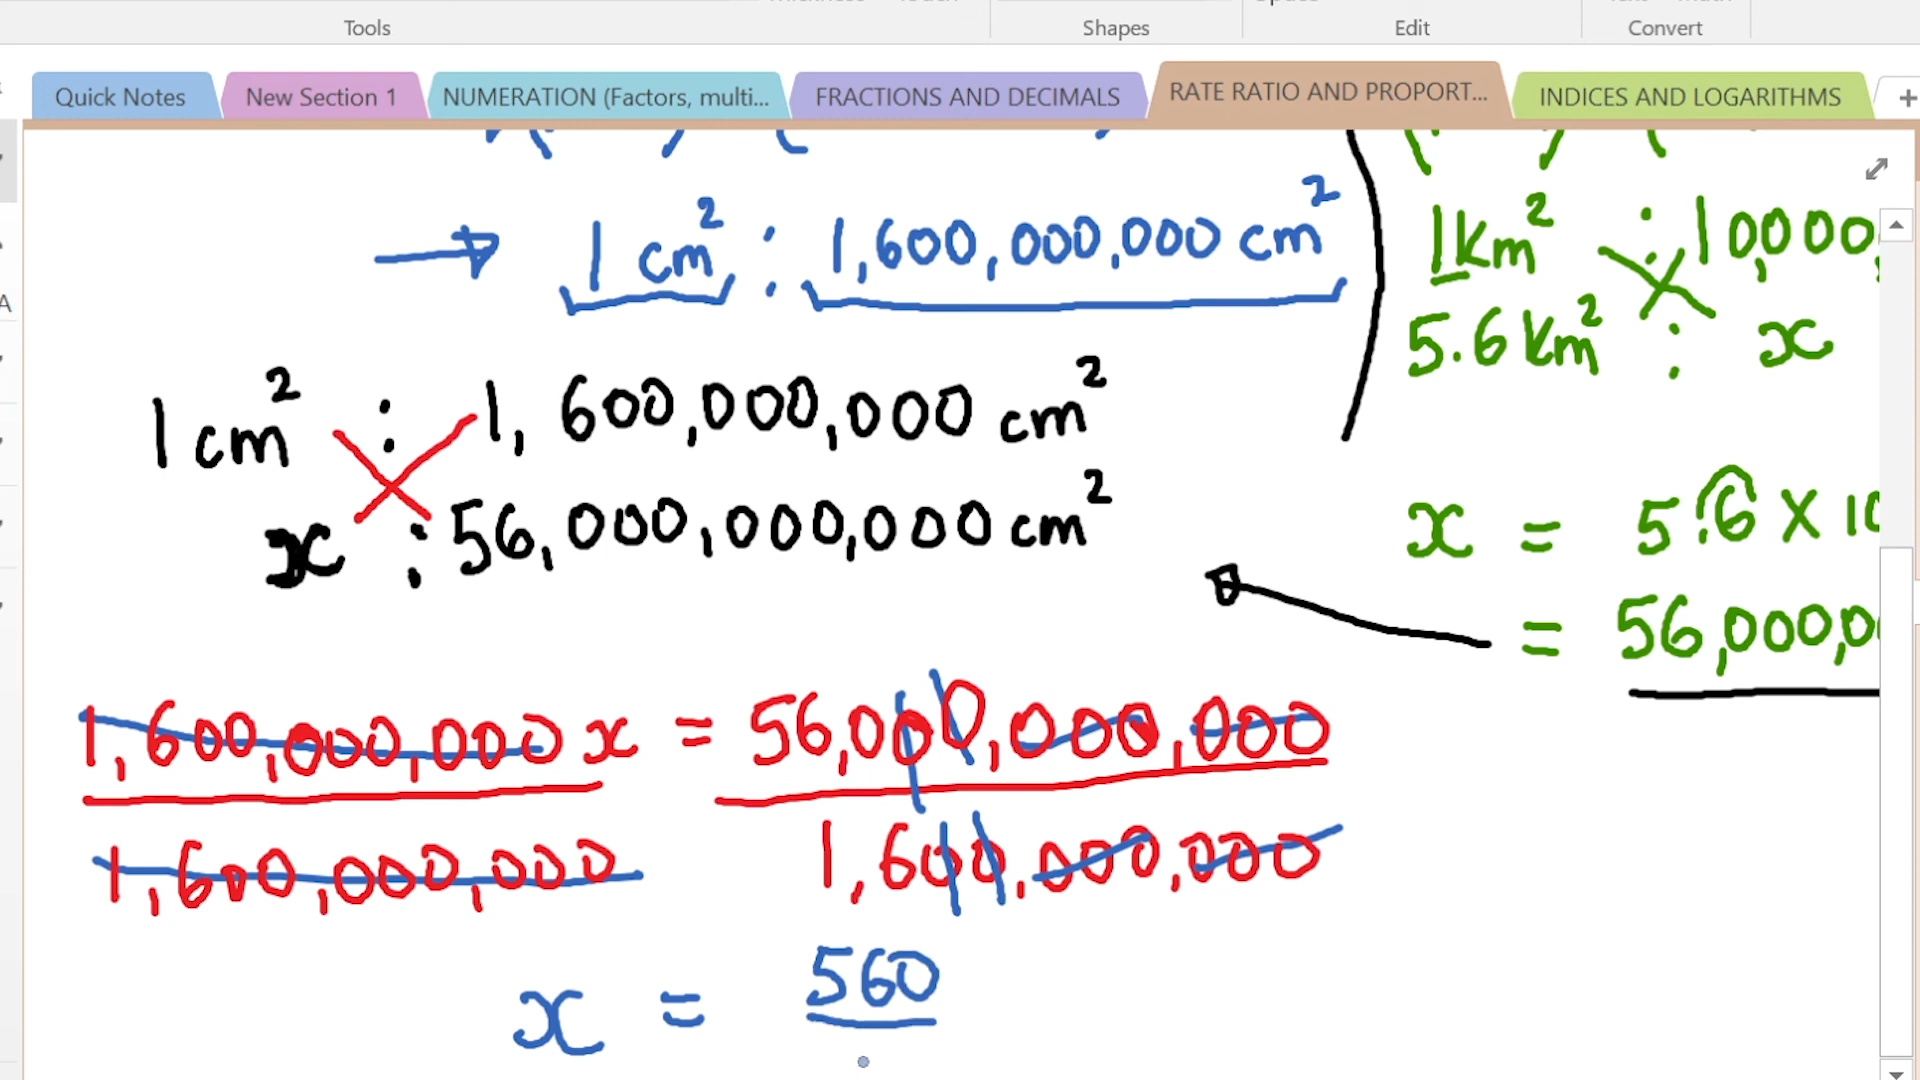 Tools Shapes Edit Convert
Quick Notes New Section 1 NUMERATION (Factors, multi... FRACTIONS AND DECIMALS RATE RATIO AND PROPORT... INDICES AND LOGARITHMS +
1 cm² : 1,600,000,000 cm²
1 cm² : 1,600,000,000 cm²
x : 56,000,000,000 cm²
1,600,000,000 x = 56,000,000,000
1,600,000,000 1,600,000,000
x = 560
1km² : 10,000,
5.6 km² : x
x = 5.6 X 10
= 56,000,0